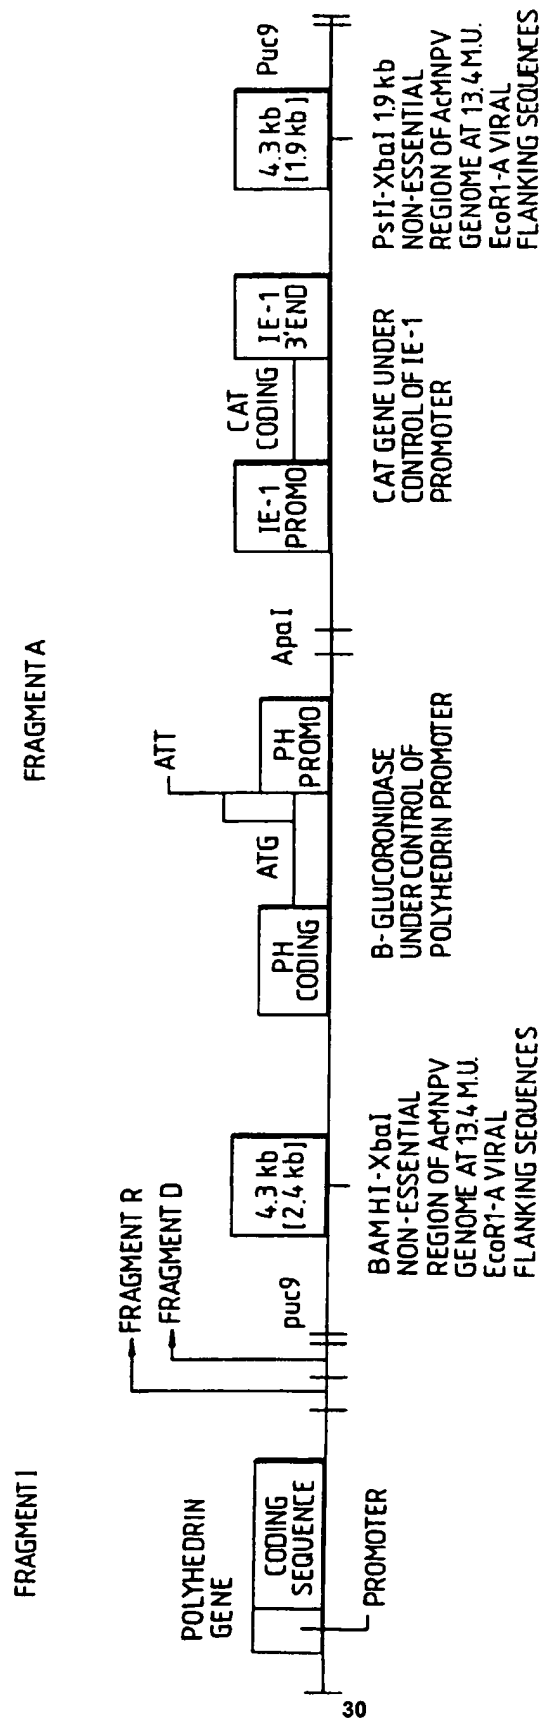 FRAGMENT I
FRAGMENT A
POLYHEDRIN
GENE
CODING
SEQUENCE
PROMOTER
30
FRAGMENT R
FRAGMENT D
puc9
4.3 kb
[2.4 kb]
BAM HI-XbaI
NON-ESSENTIAL
REGION OF AcMNPV
GENOME AT 13.4 M.U.
EcoR1-A VIRAL
FLANKING SEQUENCES
PH
CODING
ATG
ATT
PH
PROMO
B-GLUCORONIDASE
UNDER CONTROL OF
POLYHEDRIN PROMOTER
ApaI
IE-1
PROMO
CAT
CODING
IE-1
3'END
CAT GENE UNDER
CONTROL OF IE-1
PROMOTER
4.3 kb
[1.9 kb]
Puc9
PstI-XbaI 1.9 kb
NON-ESSENTIAL
REGION OF AcMNPV
GENOME AT 13.4 M.U.
EcoR1-A VIRAL
FLANKING SEQUENCES